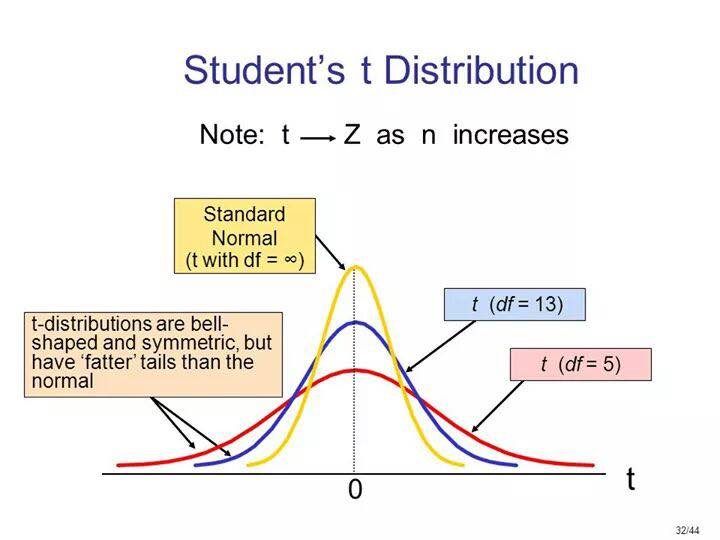 Student’s t Distribution
Note: t → Z as n increases
Standard
Normal
(t with df = ∞)
t (df = 13)
t-distributions are bell-
shaped and symmetric, but
have ‘fatter’ tails than the
normal
t (df = 5)
0
t
32/44